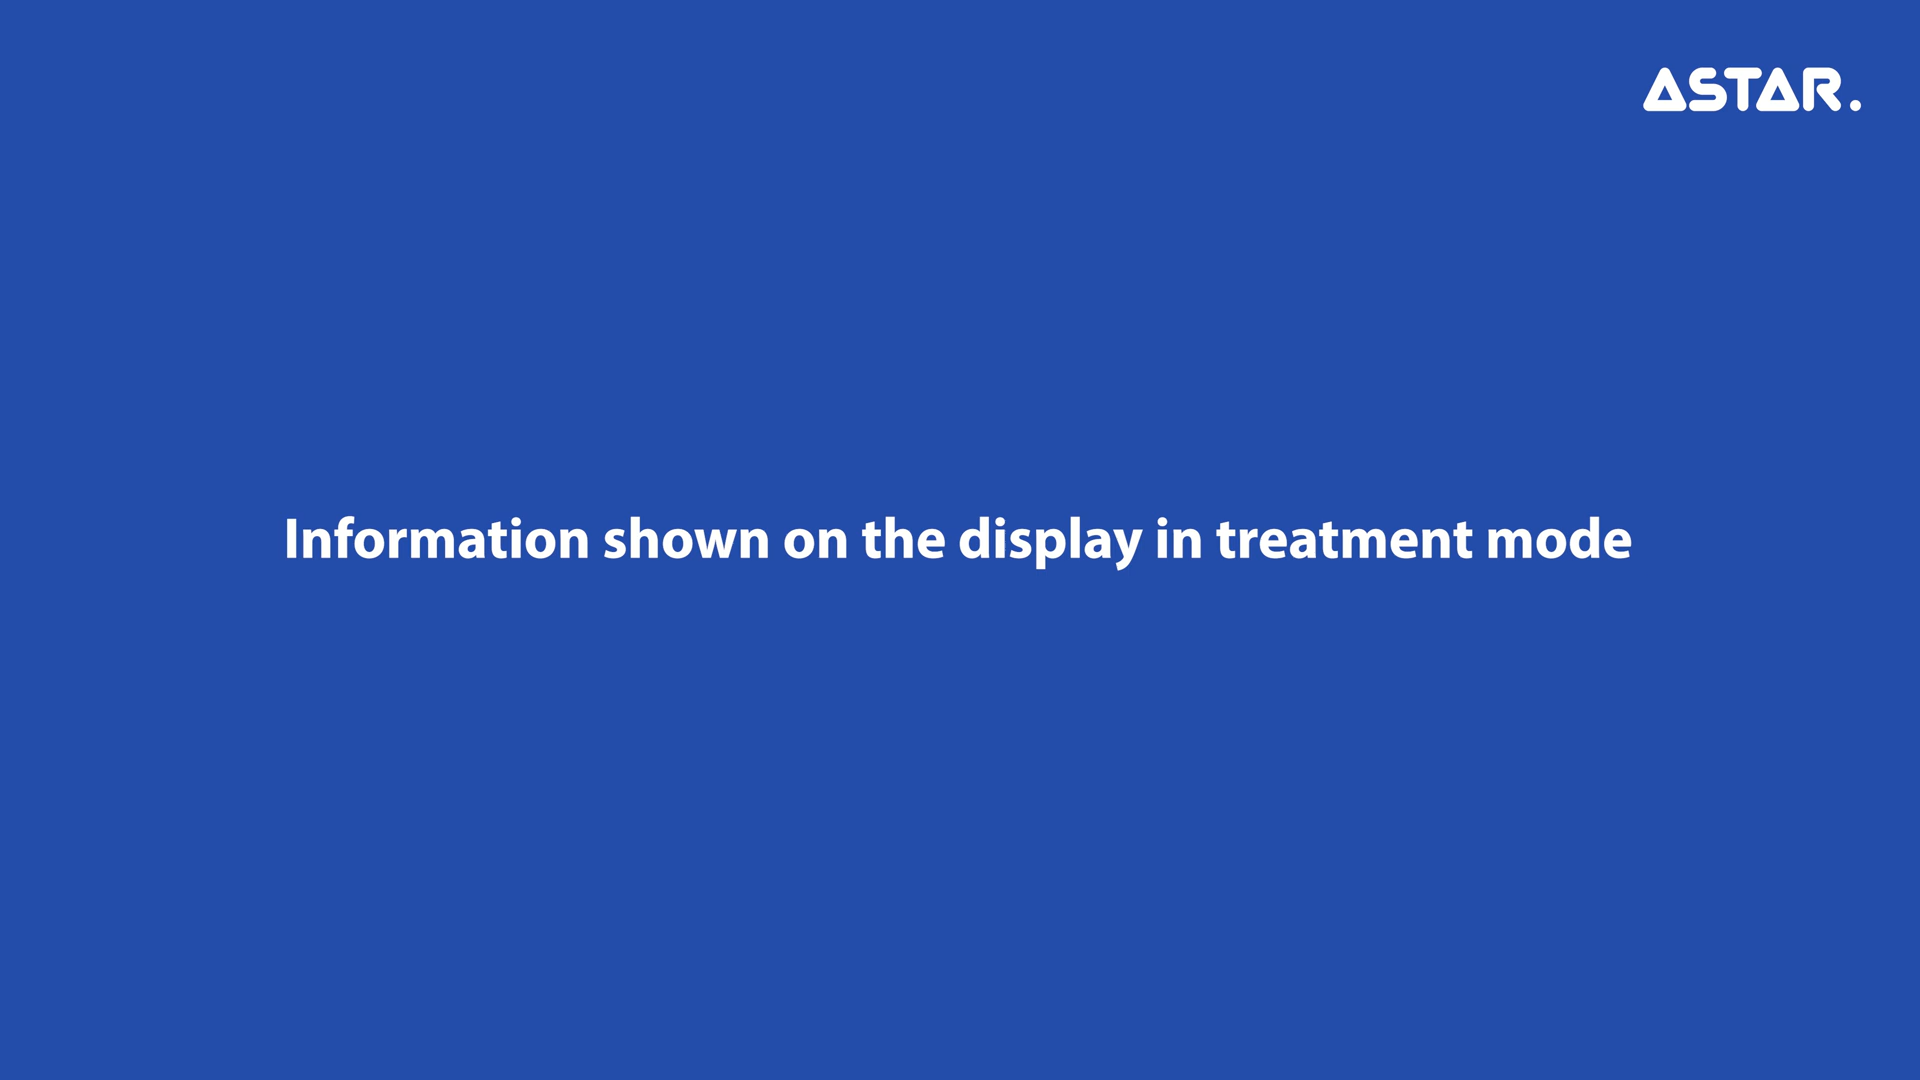 ASTAR.
Information shown on the display in treatment mode